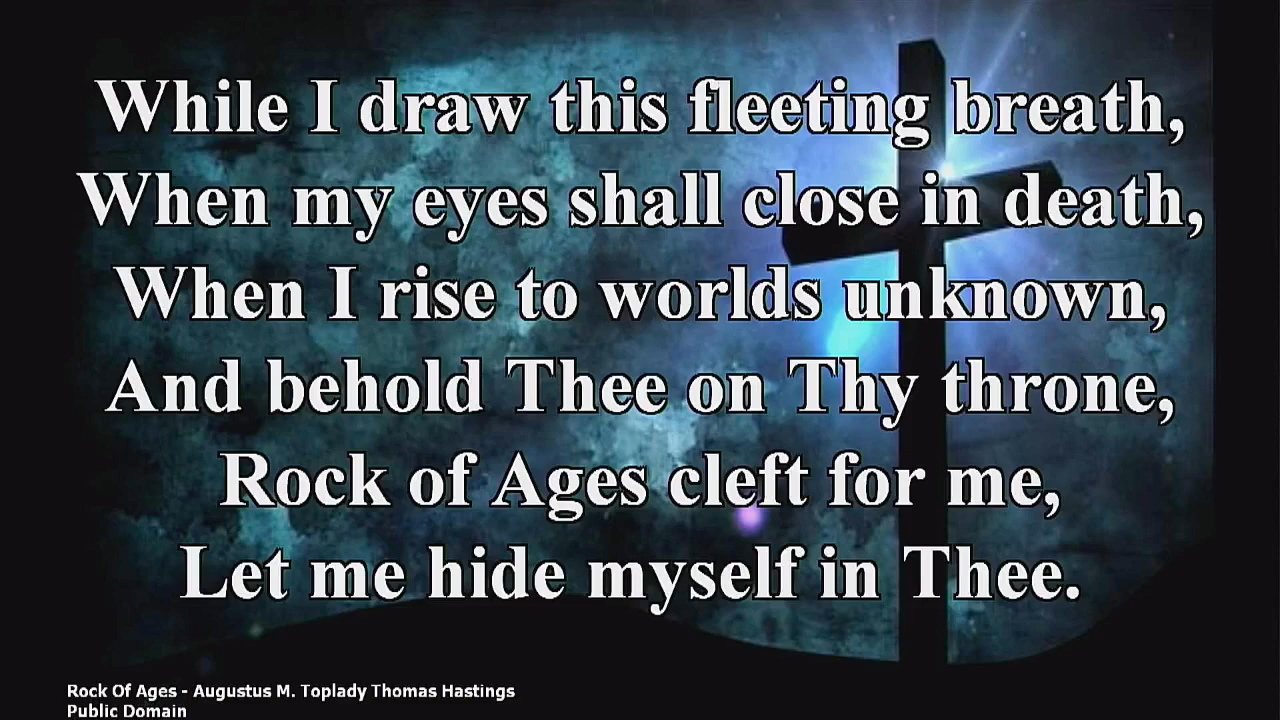 While I draw this fleeting breath,
When my eyes shall close in death,
When I rise to worlds unknown,
And behold Thee on Thy throne,
Rock of Ages cleft for me,
Let me hide myself in Thee.
Rock Of Ages - Augustus M. Toplady Thomas Hastings
Public Domain